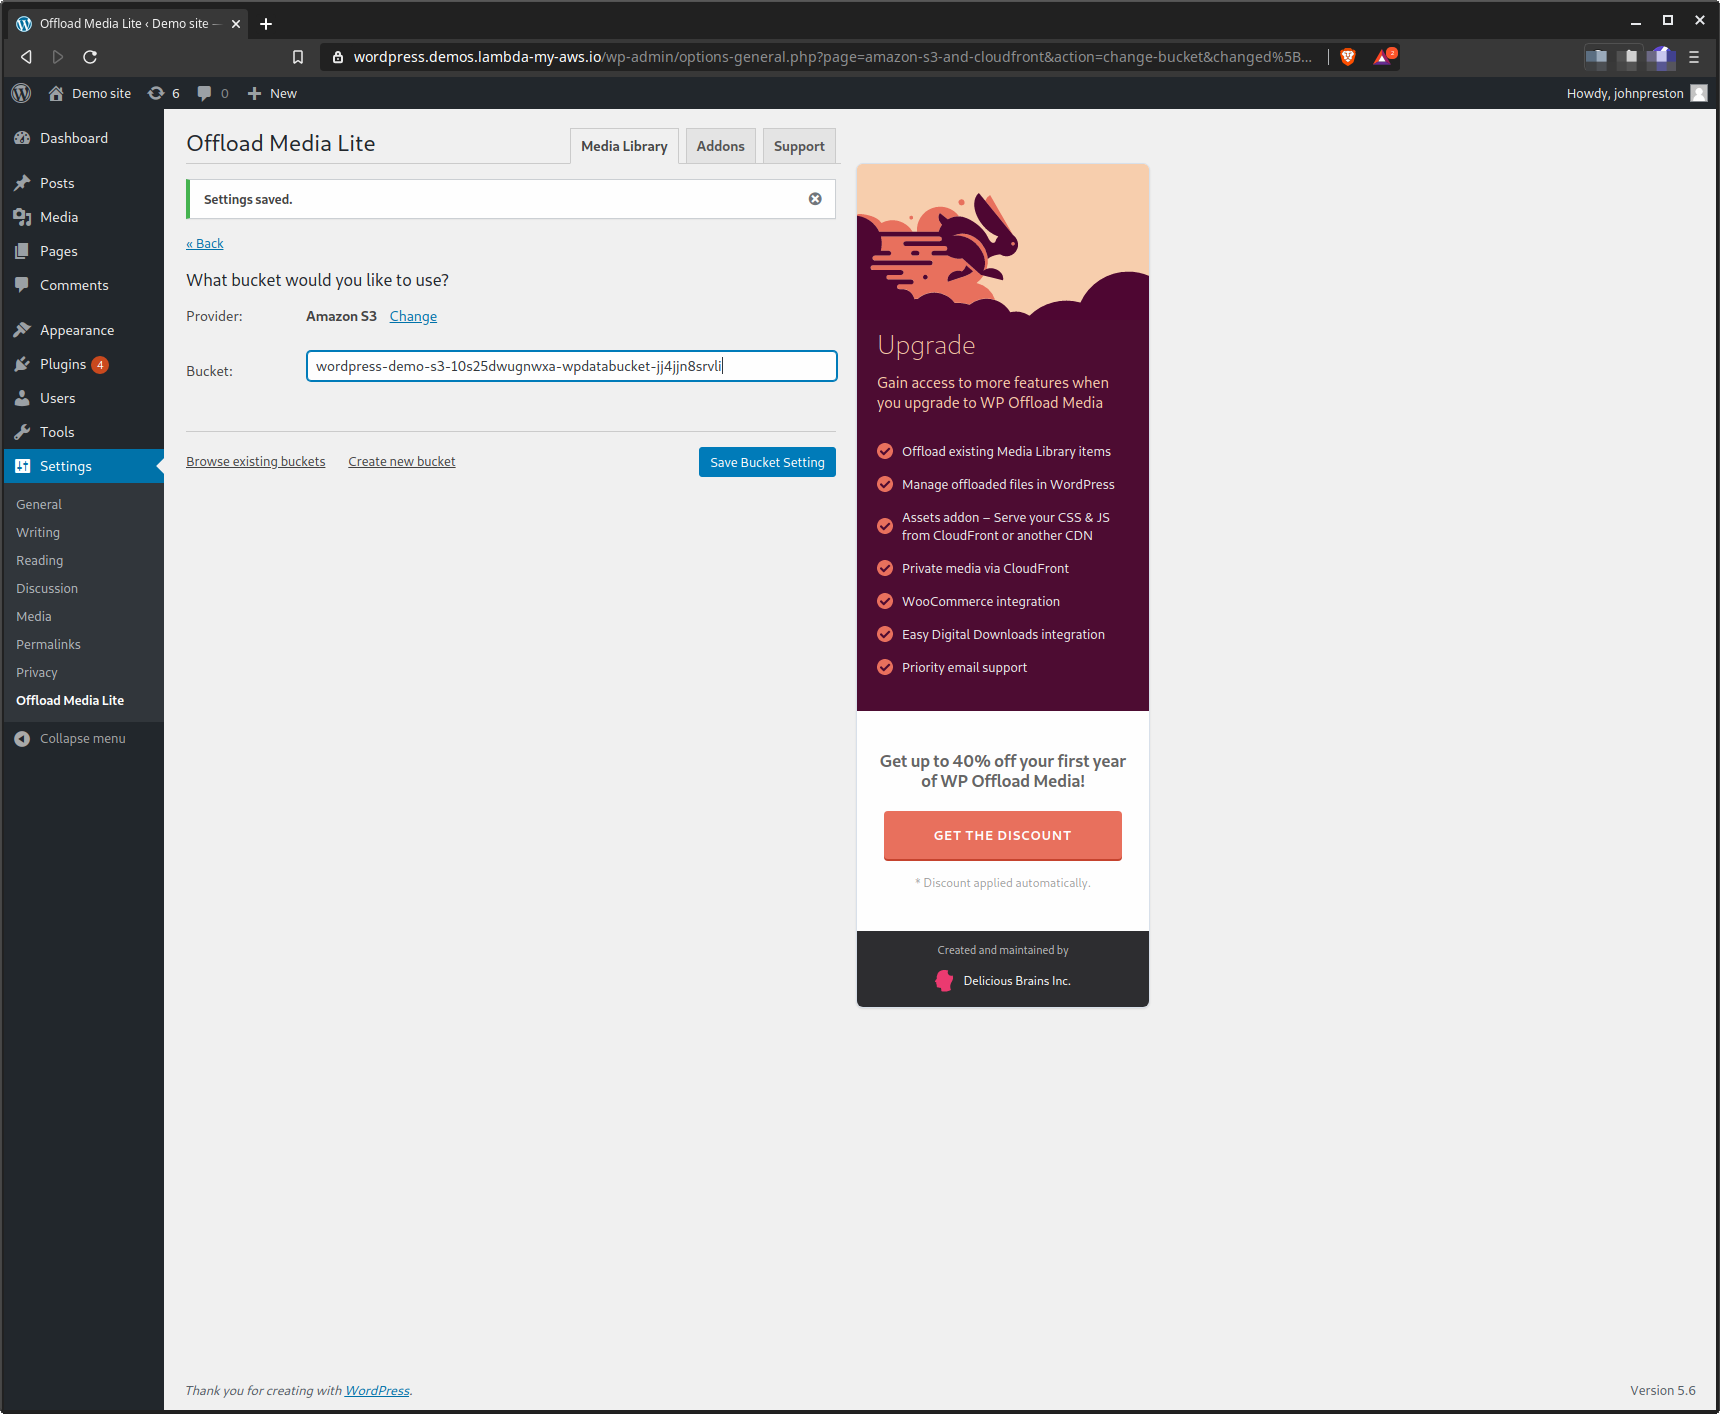 Offload Media Lite ‹ Demo site —
wordpress.demos.lambda-my-aws.io/wp-admin/options-general.php?page=amazon-s3-and-cloudfront&action=change-bucket&changed%5B...
2
Demo site
6
0
New
Howdy, johnpreston
Dashboard
Posts
Media
Pages
Comments
Appearance
Plugins 4
Users
Tools
Settings
General
Writing
Reading
Discussion
Media
Permalinks
Privacy
Offload Media Lite
Collapse menu
Offload Media Lite
Media Library
Addons
Support
Settings saved.
« Back
What bucket would you like to use?
Provider: Amazon S3 Change
Bucket: wordpress-demo-s3-10s25dwugnwxa-wpdatabucket-jj4jjn8srvli
Browse existing buckets Create new bucket Save Bucket Setting
Upgrade
Gain access to more features when
you upgrade to WP Offload Media
Offload existing Media Library items
Manage offloaded files in WordPress
Assets addon – Serve your CSS & JS
from CloudFront or another CDN
Private media via CloudFront
WooCommerce integration
Easy Digital Downloads integration
Priority email support
Get up to 40% off your first year
of WP Offload Media!
GET THE DISCOUNT
* Discount applied automatically.
Created and maintained by
Delicious Brains Inc.
Thank you for creating with WordPress.
Version 5.6